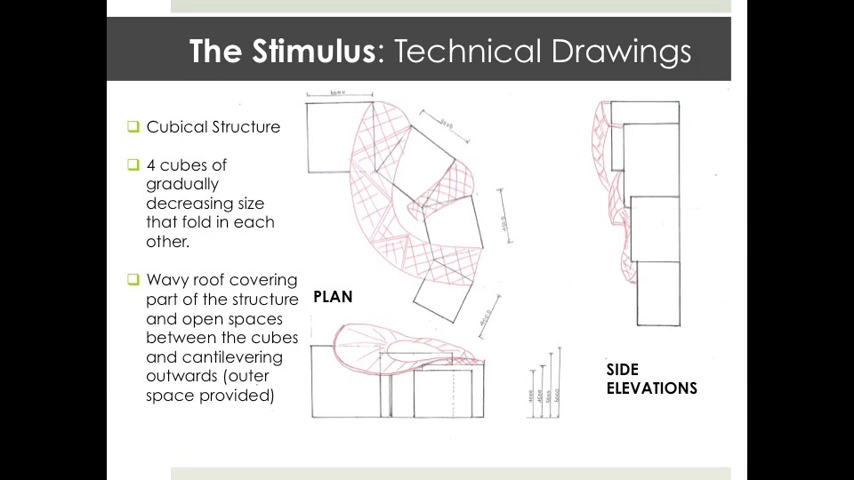 The Stimulus: Technical Drawings
Cubical Structure
4 cubes of
gradually
decreasing size
that fold in each
other.
Wavy roof covering
part of the structure
and open spaces
between the cubes
and cantilevering
outwards (outer
space provided)
PLAN
SIDE
ELEVATIONS